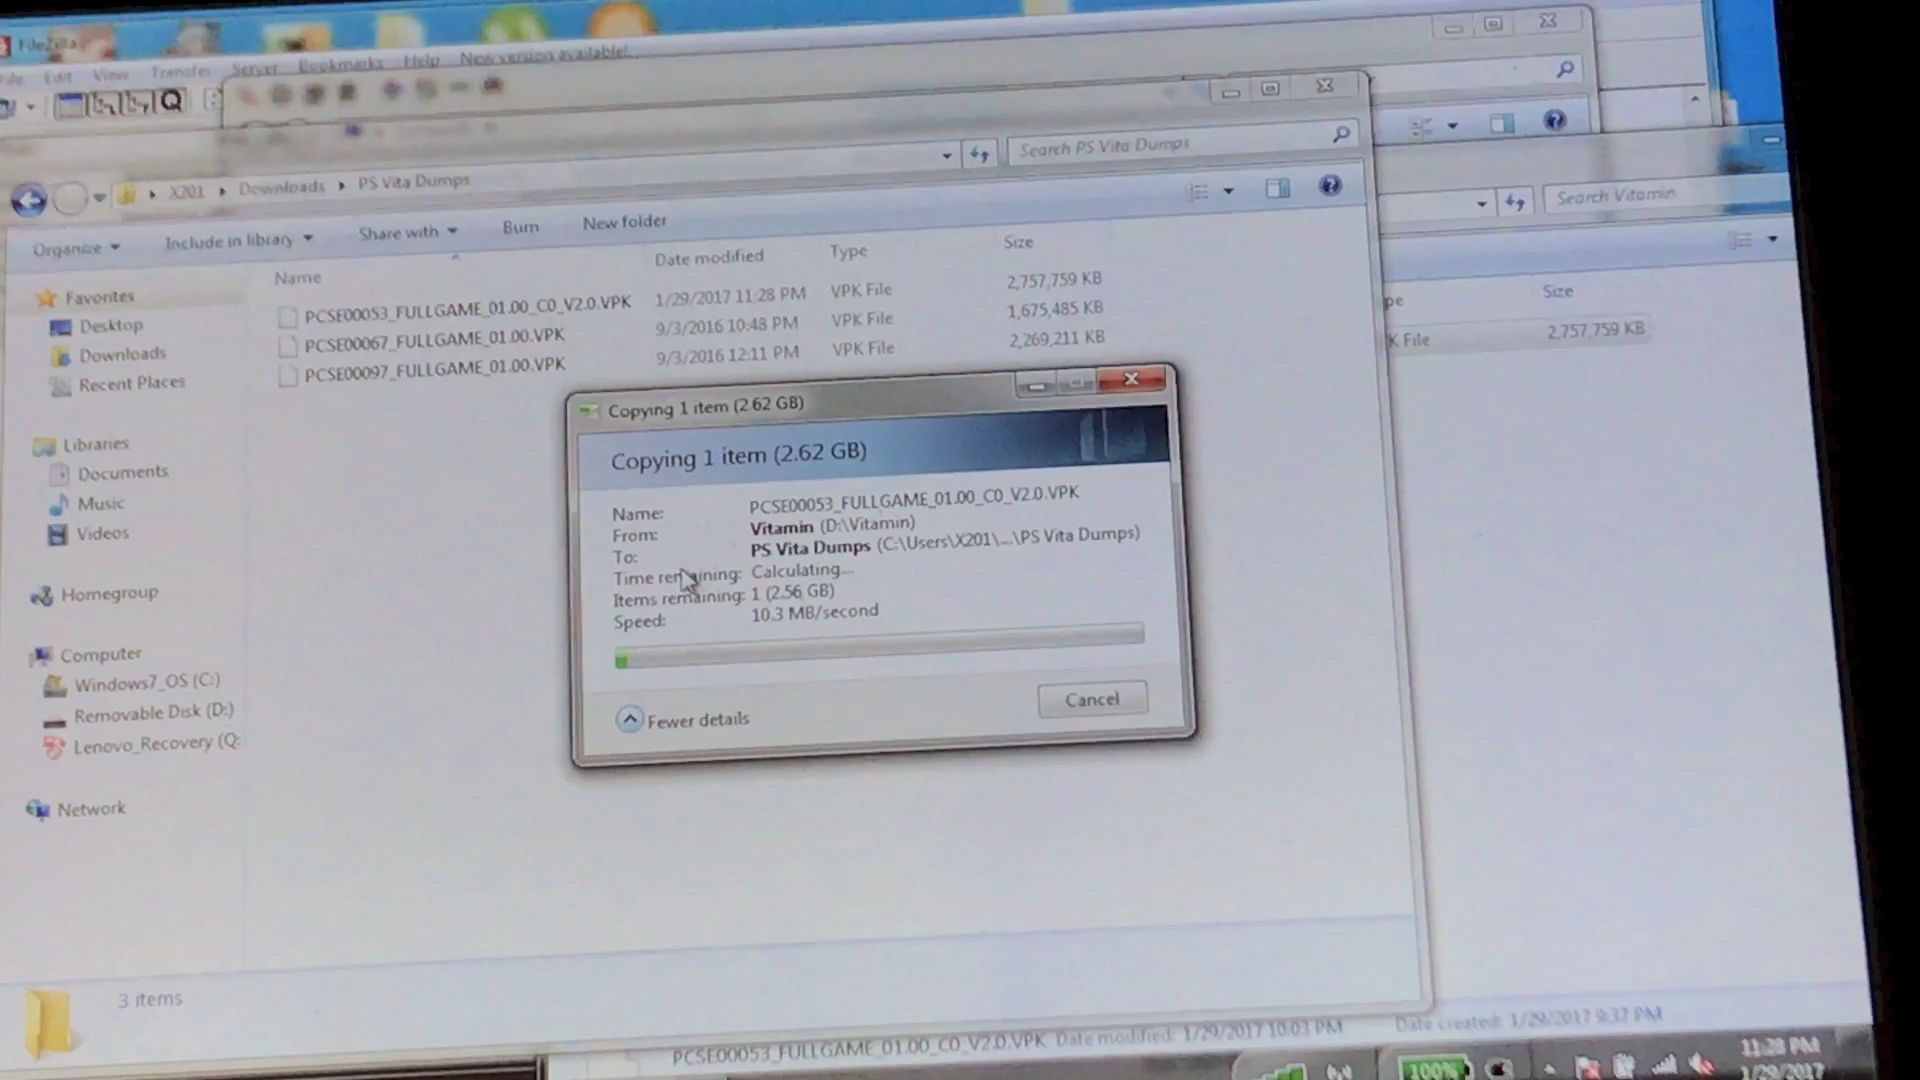 FileZilla
Edit View Transfer Server Bookmarks Help New version available!
Search PS Vita Dumps
X201 Downloads PS Vita Dumps
Search Vitamin
Organize Include in library Share with Burn New folder
Name Date modified Type Size
PCSE00053_FULLGAME_01.00_C0_V2.0.VPK 1/29/2017 11:28 PM VPK File 2,757,759 KB
PCSE00067_FULLGAME_01.00.VPK 9/3/2016 10:48 PM VPK File 1,675,485 KB
PCSE00097_FULLGAME_01.00.VPK 9/3/2016 12:11 PM VPK File 2,269,211 KB
pe Size
K File 2,757,759 KB
Favorites
Desktop
Downloads
Recent Places
Libraries
Documents
Music
Videos
Homegroup
Computer
Windows7_OS (C:)
Removable Disk (D:)
Lenovo_Recovery (Q:
Network
Copying 1 item (2.62 GB)
Copying 1 item (2.62 GB)
Name: PCSE00053_FULLGAME_01.00_C0_V2.0.VPK
From: Vitamin (D:\Vitamin)
To: PS Vita Dumps (C:\Users\X201\...\PS Vita Dumps)
Time remaining: Calculating...
Items remaining: 1 (2.56 GB)
Speed: 10.3 MB/second
Fewer details Cancel
3 items
PCSE00053_FULLGAME_01.00_C0_V2.0.VPK Date modified: 1/29/2017 10:03 PM Date created: 1/29/2017 9:37 PM
100% 11:28 PM
1/29/2017